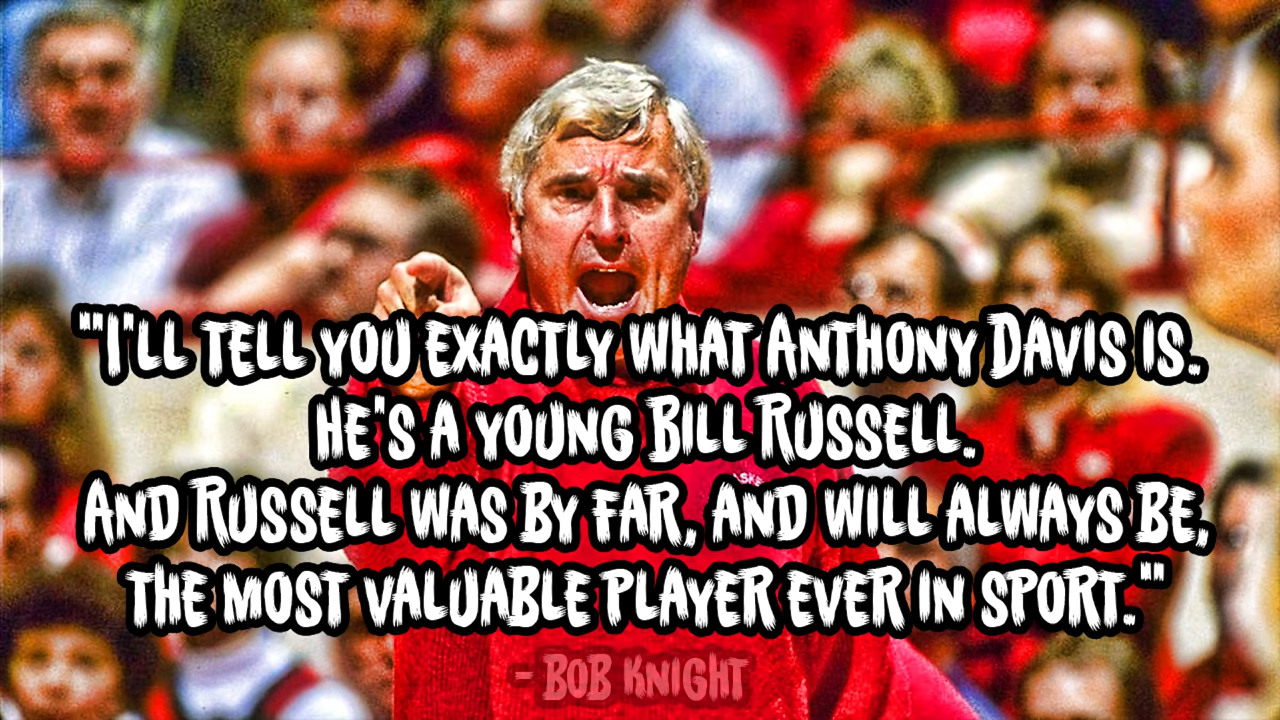 "'I'll tell you exactly what Anthony Davis is.
He's a young Bill Russell.
And Russell was by far, and will always be,
the most valuable player ever in sport.'"
- Bob Knight